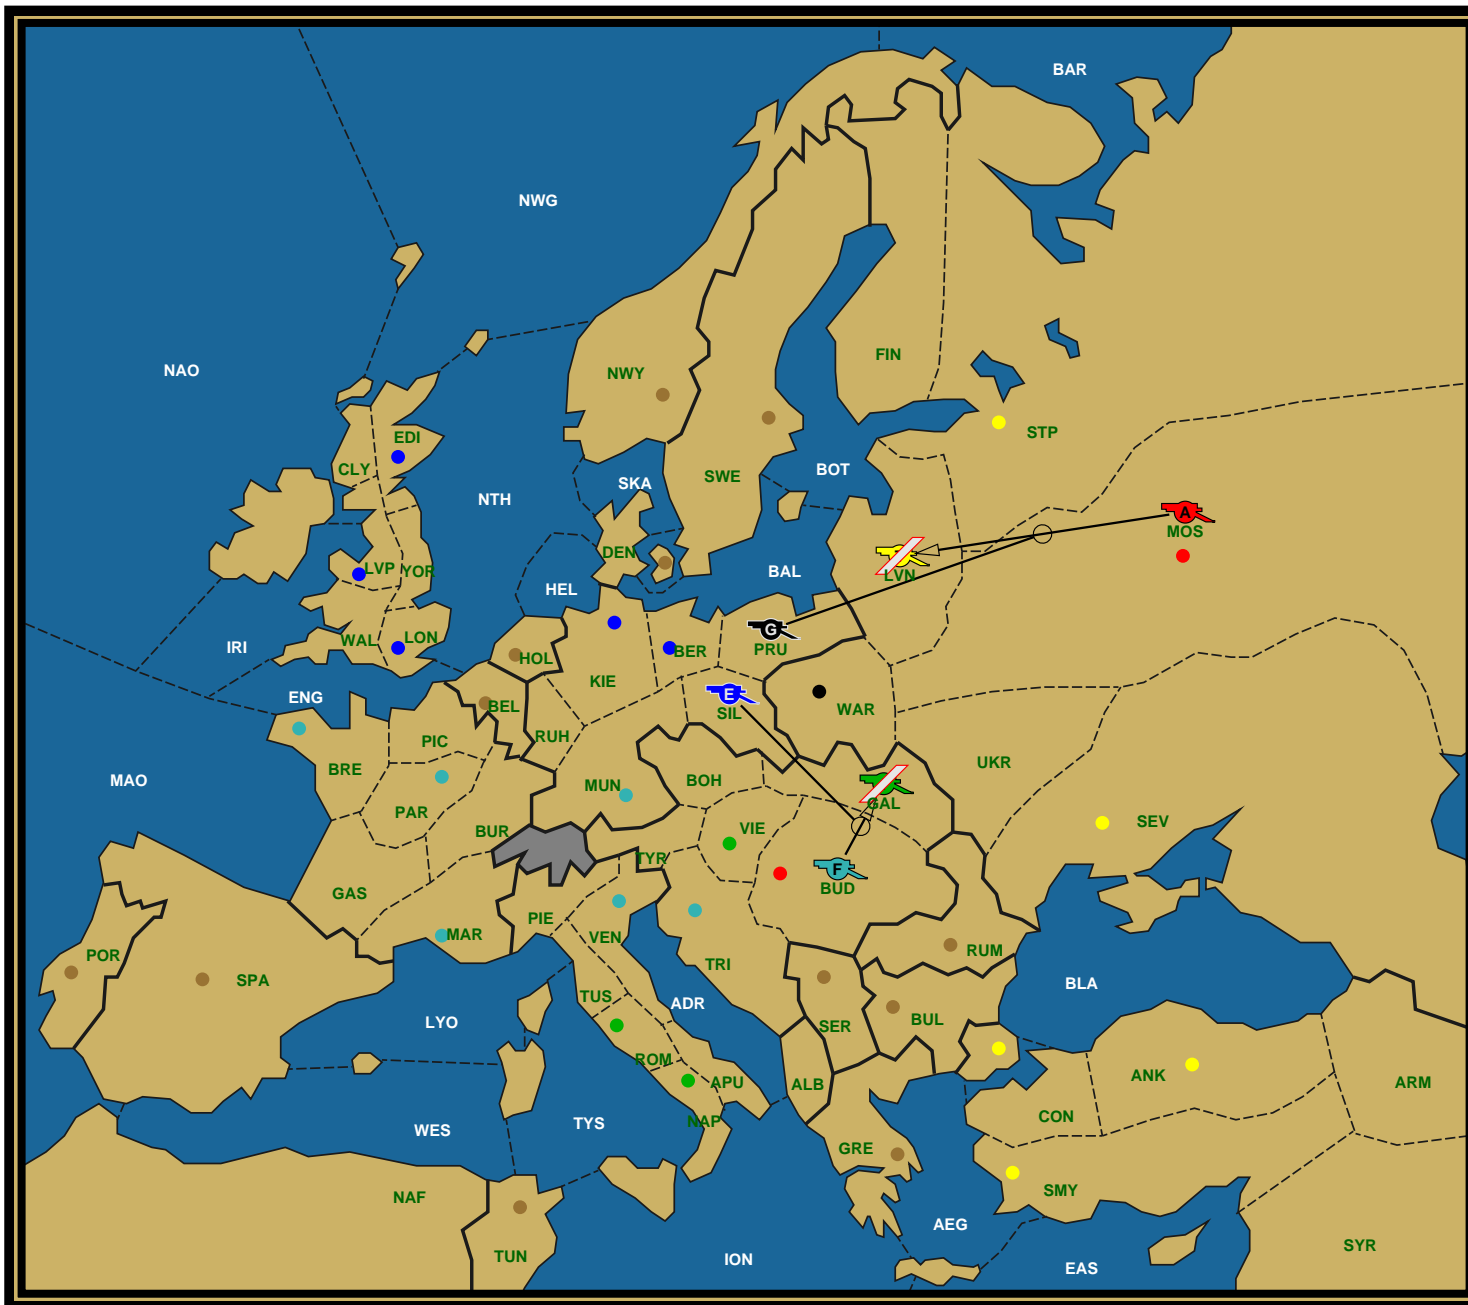 BAR
NWG
NAO
FIN
NWY
EDI
STP
CLY
SWE
BOT
SKA
NTH
A
MOS
DEN
LVP
YOR
BAL
LVN
HEL
G
IRI
WAL
LON
HOL
BER
PRU
KIE
E
ENG
BEL
SIL
WAR
PIC
RUH
BRE
UKR
MAO
MUN
BOH
GAL
PAR
BUR
VIE
SEV
TYR
F
BUD
GAS
PIE
MAR
VEN
POR
SPA
TRI
RUM
BLA
TUS
ADR
LYO
SER
BUL
ROM
APU
ALB
ANK
ARM
CON
NAP
TYS
WES
GRE
NAF
SMY
AEG
SYR
TUN
ION
EAS